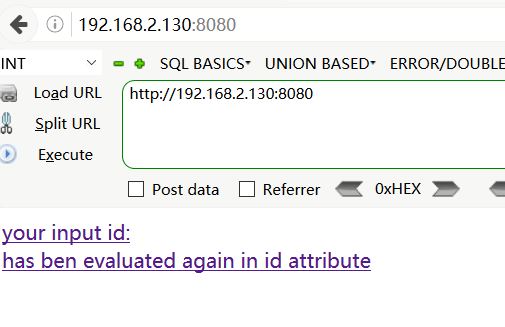 192.168.2.130:8080
INT SQL BASICS UNION BASED ERROR/DOUBLE
Load URL http://192.168.2.130:8080
Split URL
Execute
Post data Referrer 0xHEX
your input id:
has ben evaluated again in id attribute